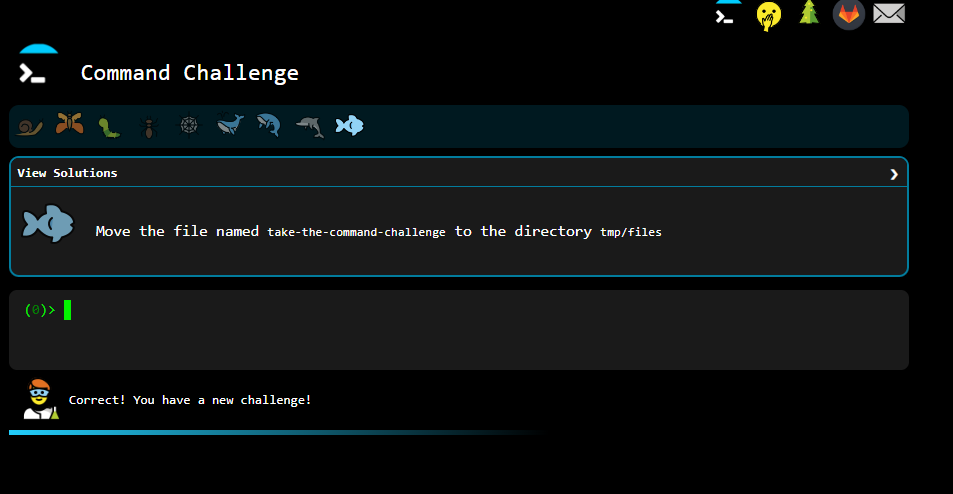 Command Challenge
View Solutions
Move the file named take-the-command-challenge to the directory tmp/files
(0)>
Correct! You have a new challenge!